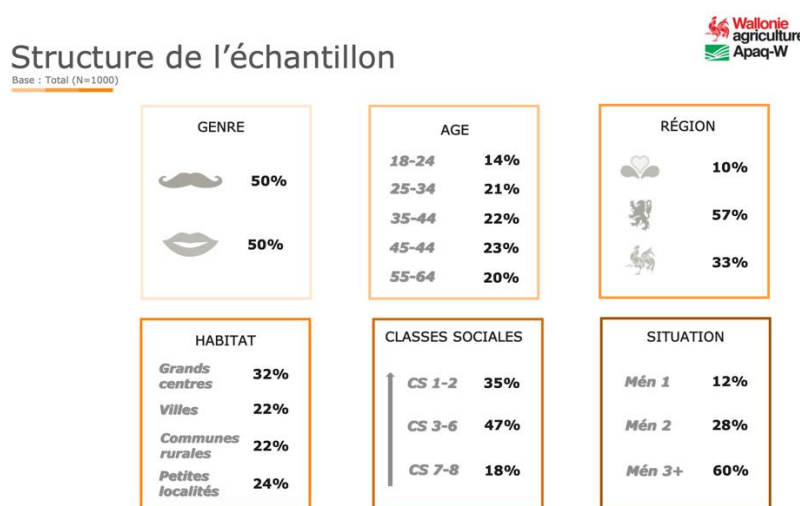 Wallonie
agriculture
Apaq-W
Structure de l'échantillon
Base : Total (N=1000)
GENRE
50%
50%
AGE
18-24 14%
25-34 21%
35-44 22%
45-44 23%
55-64 20%
RÉGION
10%
57%
33%
HABITAT
Grands
centres 32%
Villes 22%
Communes
rurales 22%
Petites
localités 24%
CLASSES SOCIALES
CS 1-2 35%
CS 3-6 47%
CS 7-8 18%
SITUATION
Mén 1 12%
Mén 2 28%
Mén 3+ 60%